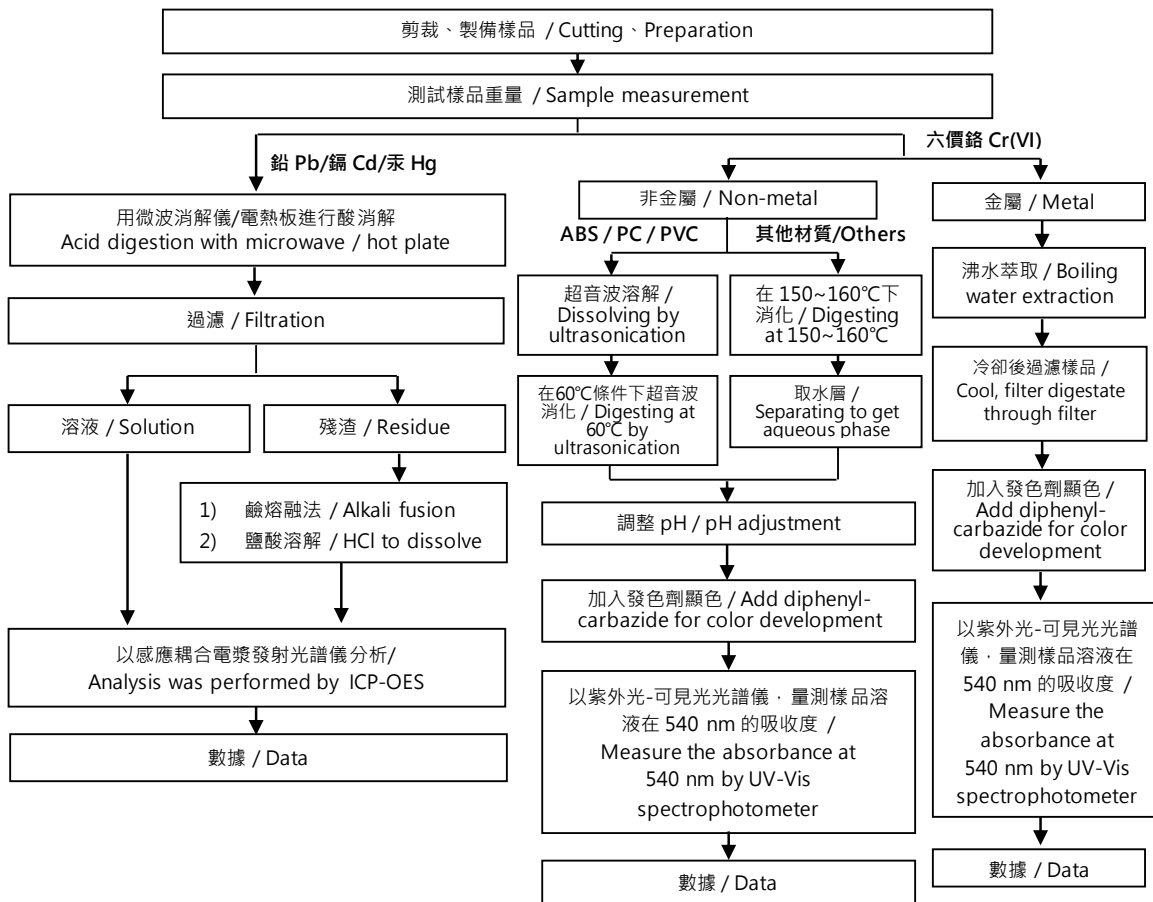 剪裁、製備樣品 / Cutting、Preparation
測試樣品重量 / Sample measurement
鉛 Pb/鎘 Cd/汞 Hg
六價鉻 Cr(VI)
用微波消解儀/電熱板進行酸消解
Acid digestion with microwave / hot plate
過濾 / Filtration
溶液 / Solution
殘渣 / Residue
1) 鹼熔融法 / Alkali fusion
2) 鹽酸溶解 / HCl to dissolve
以感應耦合電漿發射光譜儀分析/
Analysis was performed by ICP-OES
數據 / Data
非金屬 / Non-metal
ABS / PC / PVC
其他材質/Others
超音波溶解 /
Dissolving by
ultrasonication
在60℃條件下超音波
消化 / Digesting at
60℃ by
ultrasonication
在 150~160℃下
消化 / Digesting
at 150~160℃
取水層 /
Separating to get
aqueous phase
調整 pH / pH adjustment
加入發色劑顯色 / Add diphenyl-
carbazide for color development
以紫外光-可見光光譜儀，量測樣品溶
液在 540 nm 的吸收度 /
Measure the absorbance at
540 nm by UV-Vis
spectrophotometer
數據 / Data
金屬 / Metal
沸水萃取 / Boiling
water extraction
冷卻後過濾樣品 /
Cool, filter digestate
through filter
加入發色劑顯色 /
Add diphenyl-
carbazide for color
development
以紫外光-可見光光譜
儀，量測樣品溶液在
540 nm 的吸收度 /
Measure the
absorbance at
540 nm by UV-Vis
spectrophotometer
數據 / Data